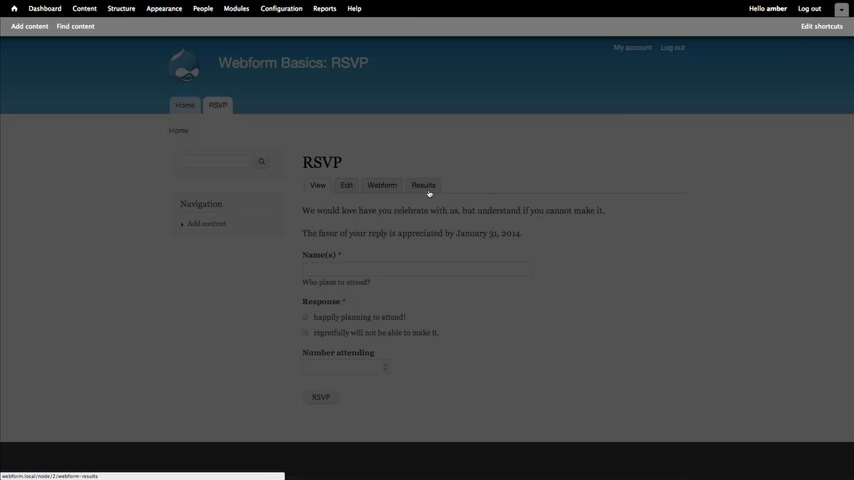 Dashboard Content Structure Appearance People Modules Configuration Reports Help Hello amber Log out
Add content Find content Edit shortcuts
My account Log out
Webform Basics: RSVP
Home RSVP
Home
RSVP
View Edit Webform Results
Navigation
Add content
We would love have you celebrate with us, but understand if you cannot make it.
The favor of your reply is appreciated by January 31, 2014.
Name(s) *
Who plans to attend?
Response *
happily planning to attend!
regretfully will not be able to make it.
Number attending
RSVP
webform.local/node/2/webform-results